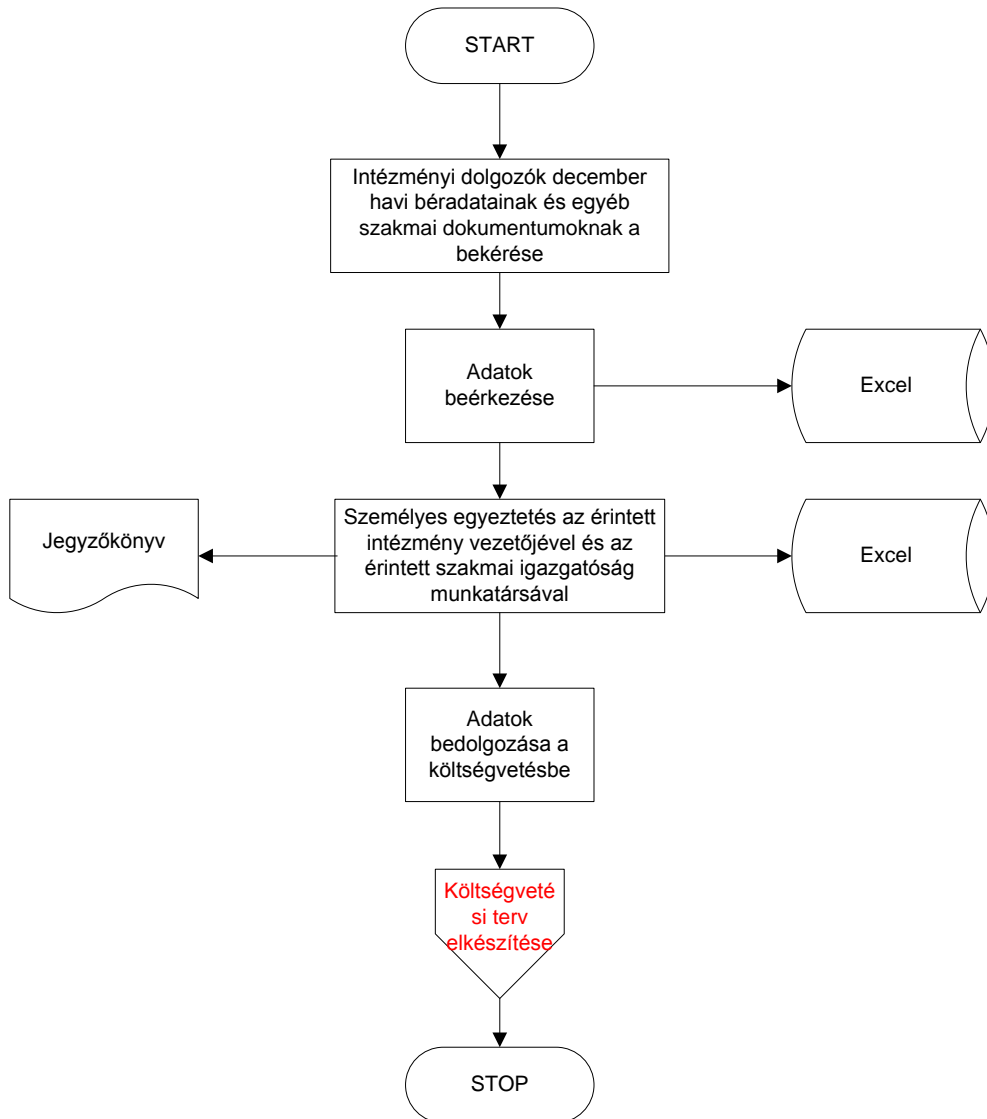 START
Intézményi dolgozók december
havi béradatainak és egyéb
szakmai dokumentumoknak a
bekérése
Adatok
beérkezése
Excel
Jegyzőkönyv
Személyes egyeztetés az érintett
intézmény vezetőjével és az
érintett szakmai igazgatóság
munkatársával
Excel
Adatok
bedolgozása a
költségvetésbe
Költségveté
si terv
elkészítése
STOP